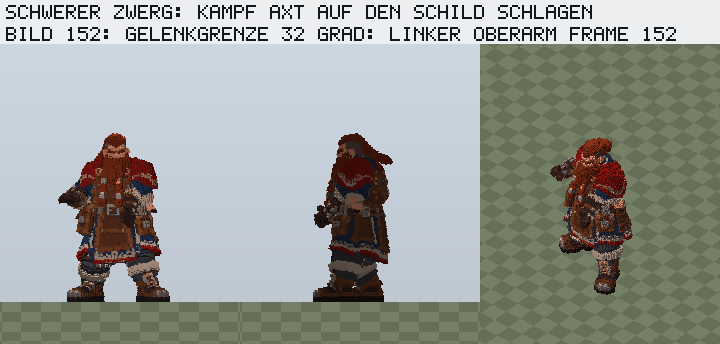 SCHWERER ZWERG: KAMPF AXT AUF DEN SCHILD SCHLAGEN
BILD 152: GELENKGRENZE 32 GRAD: LINKER OBERARM FRAME 152